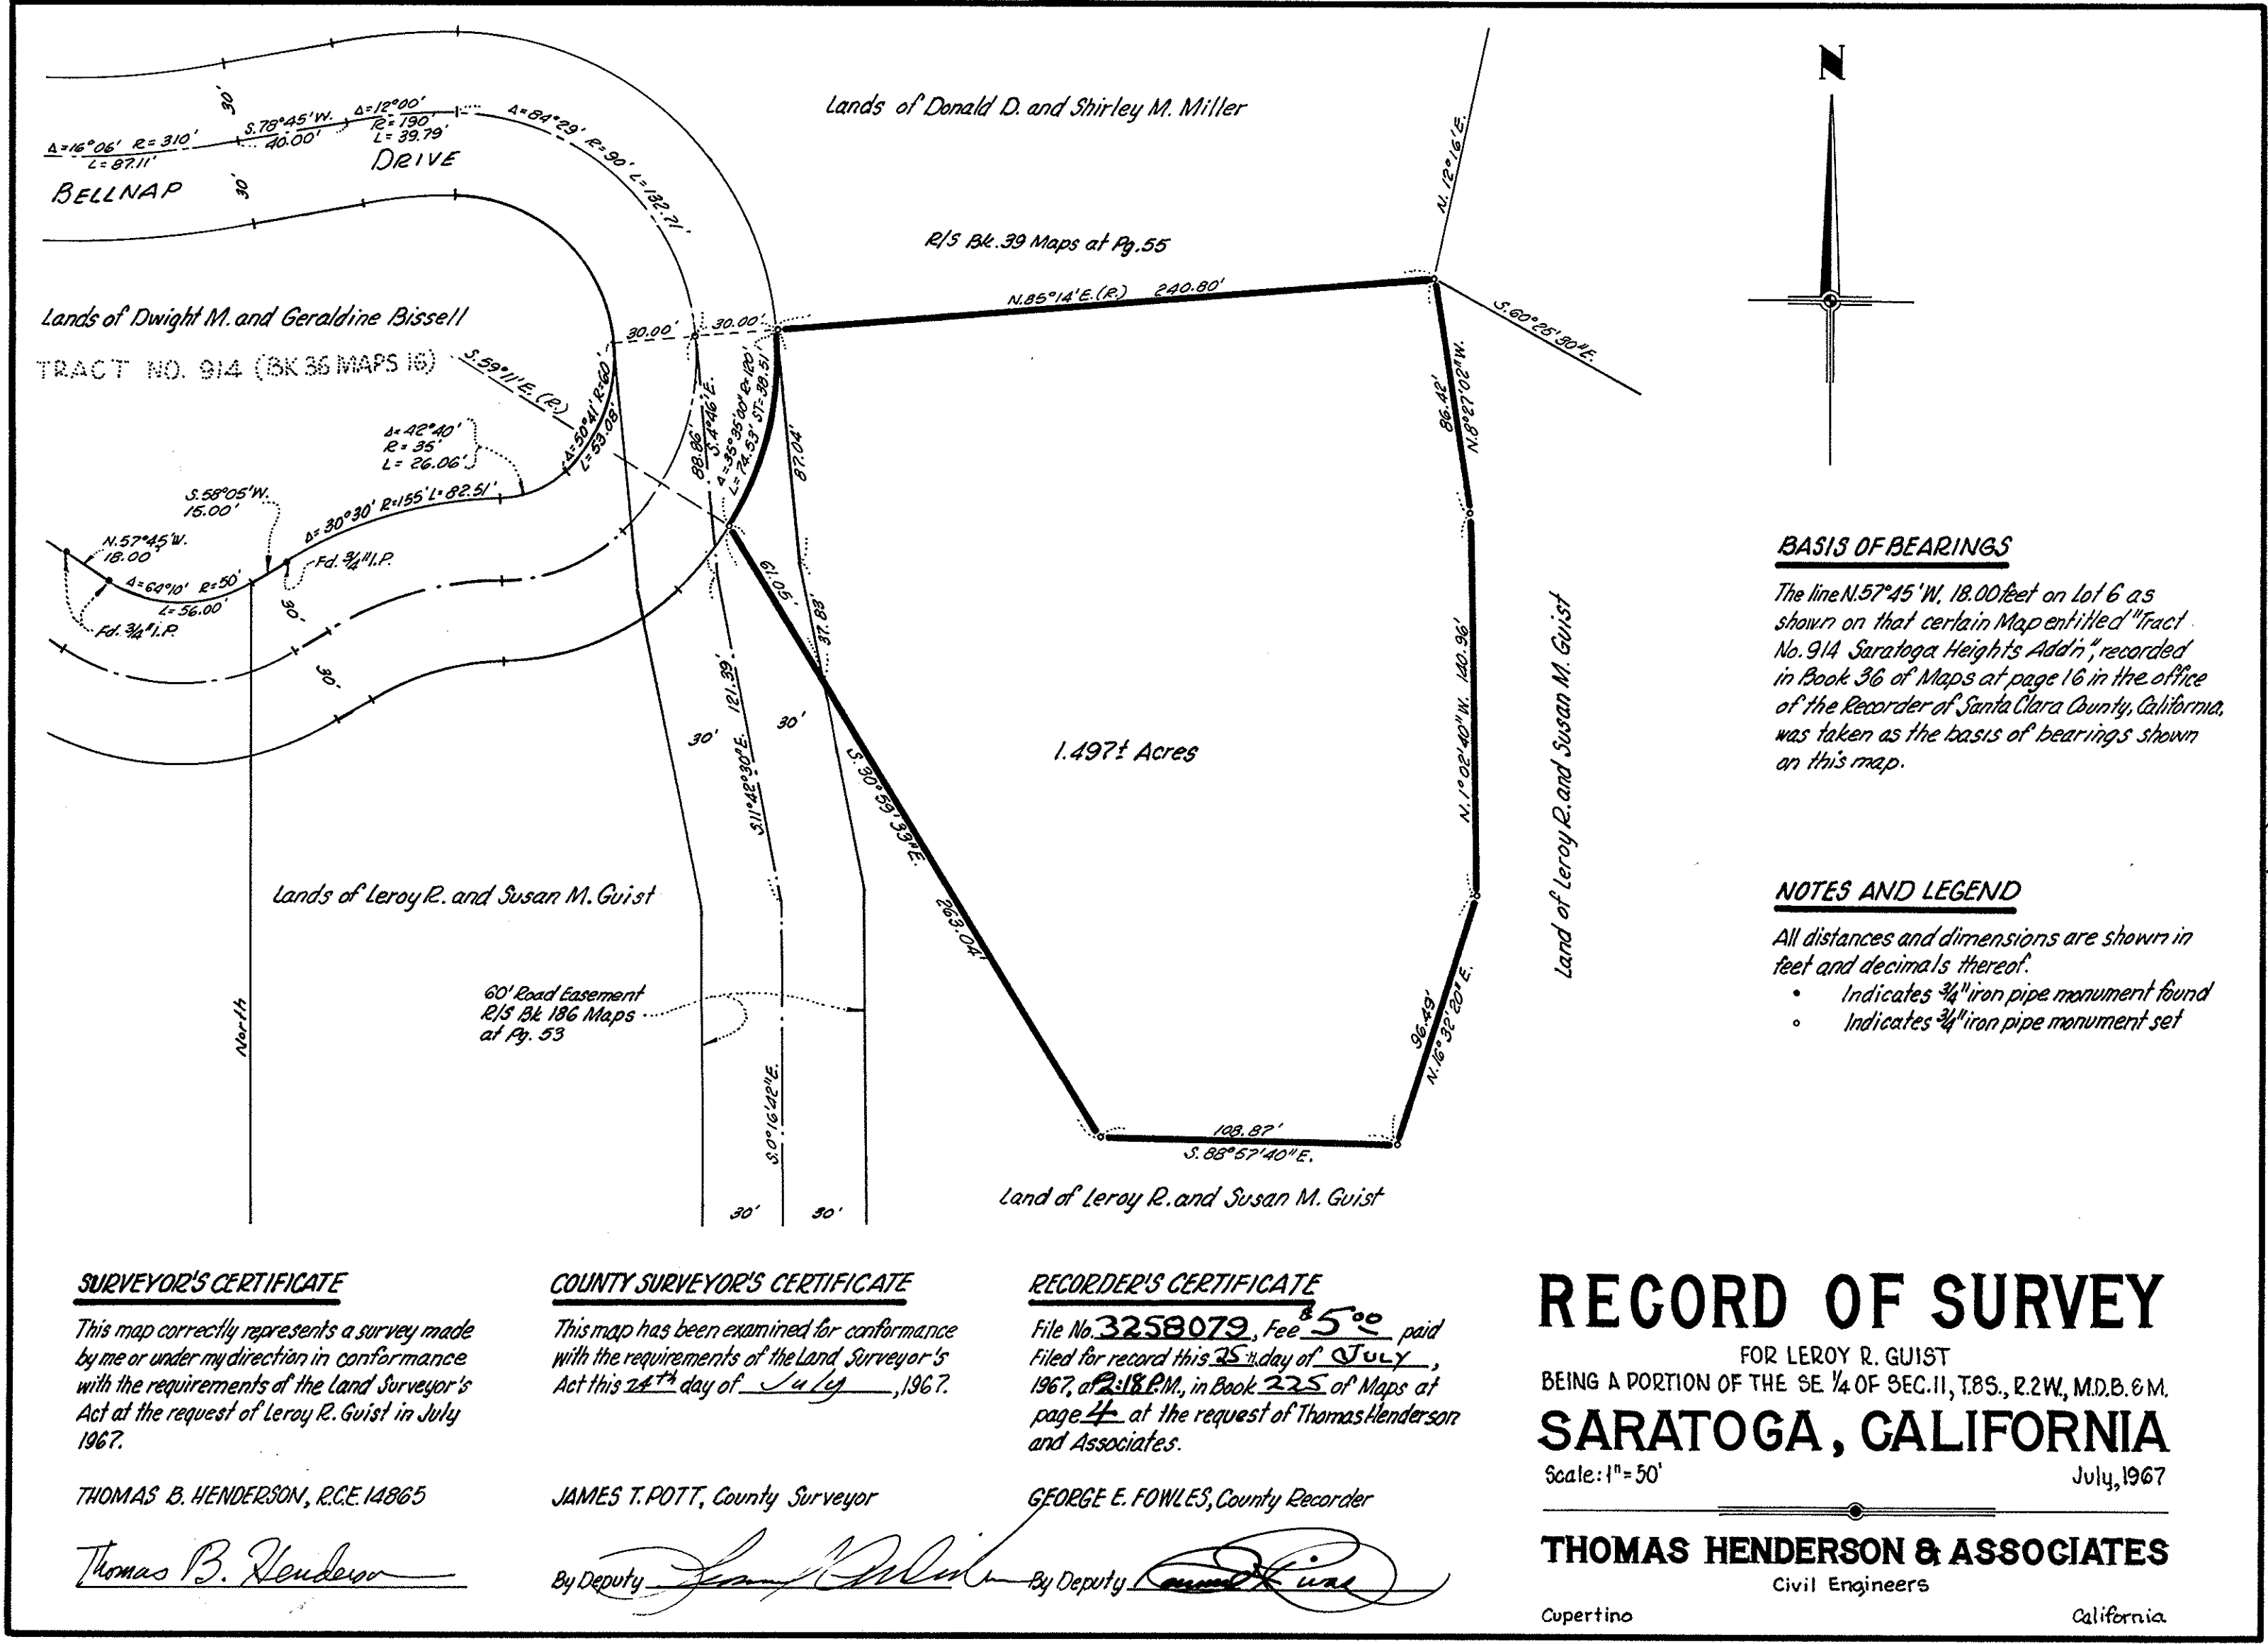 N
Lands of Donald D. and Shirley M. Miller
30'
Δ=16°06' R=310'
L=87.11'
S.78°45'W.
40.00'
Δ=12°00'
R=190'
L=39.79'
Δ=84°29' R=90' L=132.71'
BELLNAP
DRIVE
30'
N.12°16'E.
R/S Bk.39 Maps at Pg.55
N.85°14'E.(R.) 240.80'
S.60°25'30"E.
Lands of Dwight M. and Geraldine Bissell
TRACT NO. 914 (BK 36 MAPS 16)
30.00'
30.00'
S.59°11'E.(R.)
Δ=50°41' R=60'
L=53.08'
88.86'
S.4°46'E.
Δ=35°35'00" R=120'
L=74.53' ST=38.51'
87.04'
86.42'
N.8°27'02"W.
Δ=42°40'
R=35'
L=26.06'
S.58°05'W.
15.00'
Δ=30°30' R=155' L=82.51'
N.57°45'W.
18.00'
Fd. 3/4" I.P.
Δ=64°10' R=50'
L=56.00'
Fd. 3/4" I.P.
30'
30'
61.05'
37.83'
S.11°42'30"E. 121.39'
30'
30'
1.497± Acres
S.30°59'33"E.
263.04'
N.1°02'40"W. 140.96'
Land of Leroy R. and Susan M. Guist
Lands of Leroy R. and Susan M. Guist
60' Road Easement
R/S Bk 186 Maps
at Pg. 53
North
S.0°16'42"E.
96.49'
N.16°32'20"E.
108.87'
S.88°57'40"E.
30'
30'
Land of Leroy R. and Susan M. Guist
BASIS OF BEARINGS
The line N.57°45'W. 18.00 feet on Lot 6 as
shown on that certain Map entitled "Tract
No. 914 Saratoga Heights Add'n", recorded
in Book 36 of Maps at page 16 in the office
of the Recorder of Santa Clara County, California,
was taken as the basis of bearings shown
on this map.
NOTES AND LEGEND
All distances and dimensions are shown in
feet and decimals thereof.
• Indicates 3/4" iron pipe monument found
o Indicates 3/4" iron pipe monument set
SURVEYOR'S CERTIFICATE
This map correctly represents a survey made
by me or under my direction in conformance
with the requirements of the Land Surveyor's
Act at the request of Leroy R. Guist in July
1967.
THOMAS B. HENDERSON, R.C.E. 14865
Thomas B. Henderson
COUNTY SURVEYOR'S CERTIFICATE
This map has been examined for conformance
with the requirements of the Land Surveyor's
Act this 24th day of July, 1967.
JAMES T. POTT, County Surveyor
By Deputy
RECORDER'S CERTIFICATE
File No. 3258079, Fee $5.00 paid
Filed for record this 25th day of JULY,
1967, at 2:18 P.M., in Book 225 of Maps at
page 4 at the request of Thomas Henderson
and Associates.
GEORGE E. FOWLES, County Recorder
By Deputy
RECORD OF SURVEY
FOR LEROY R. GUIST
BEING A PORTION OF THE SE 1/4 OF SEC. 11, T.8S., R.2W., M.D.B. & M.
SARATOGA, CALIFORNIA
Scale: 1"=50' July, 1967
THOMAS HENDERSON & ASSOCIATES
Civil Engineers
Cupertino California